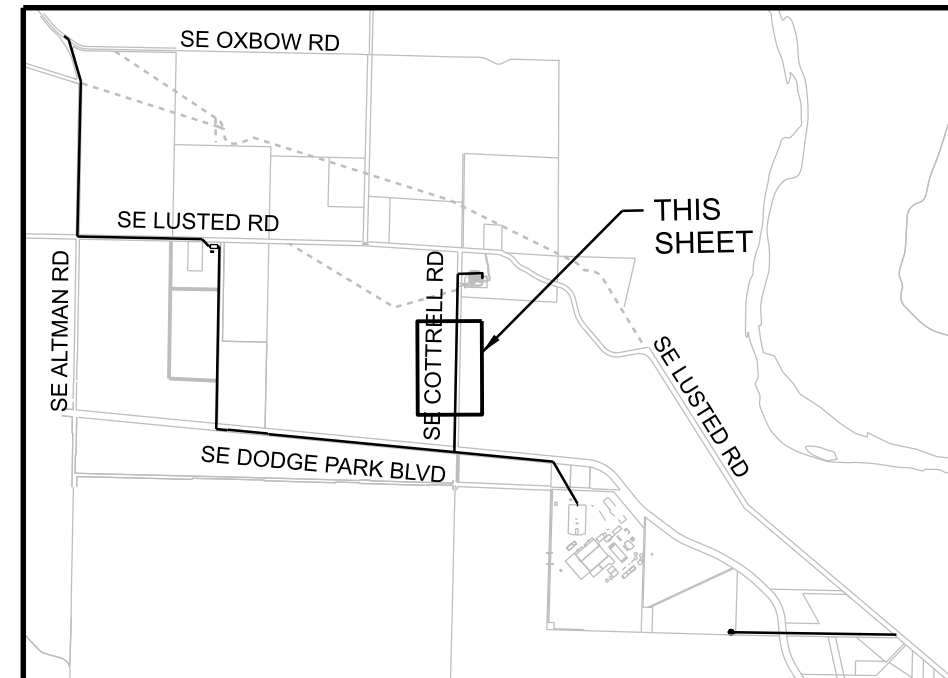 SE OXBOW RD
SE LUSTED RD
THIS
SHEET
SE ALTMAN RD
SE COTTRELL RD
SE LUSTED RD
SE DODGE PARK BLVD